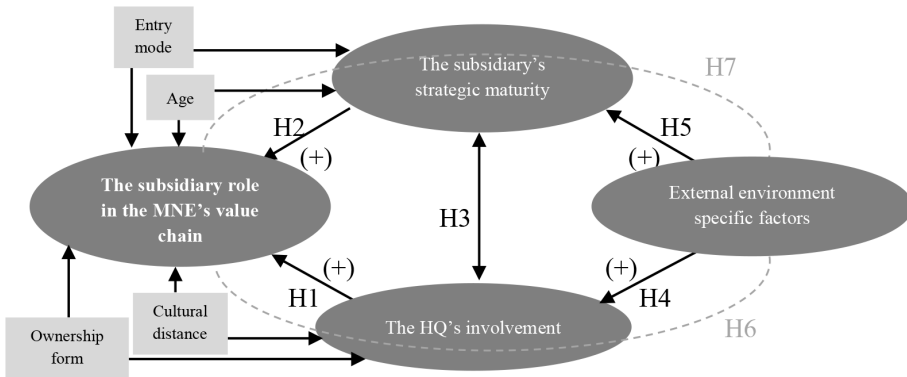 Entry
mode
The subsidiary's
strategic maturity
H7
Age
H2
H5
(+)
(+)
The subsidiary role
in the MNE's value
chain
External environment
specific factors
H3
(+)
(+)
H1
H4
Cultural
distance
The HQ's involvement
H6
Ownership
form